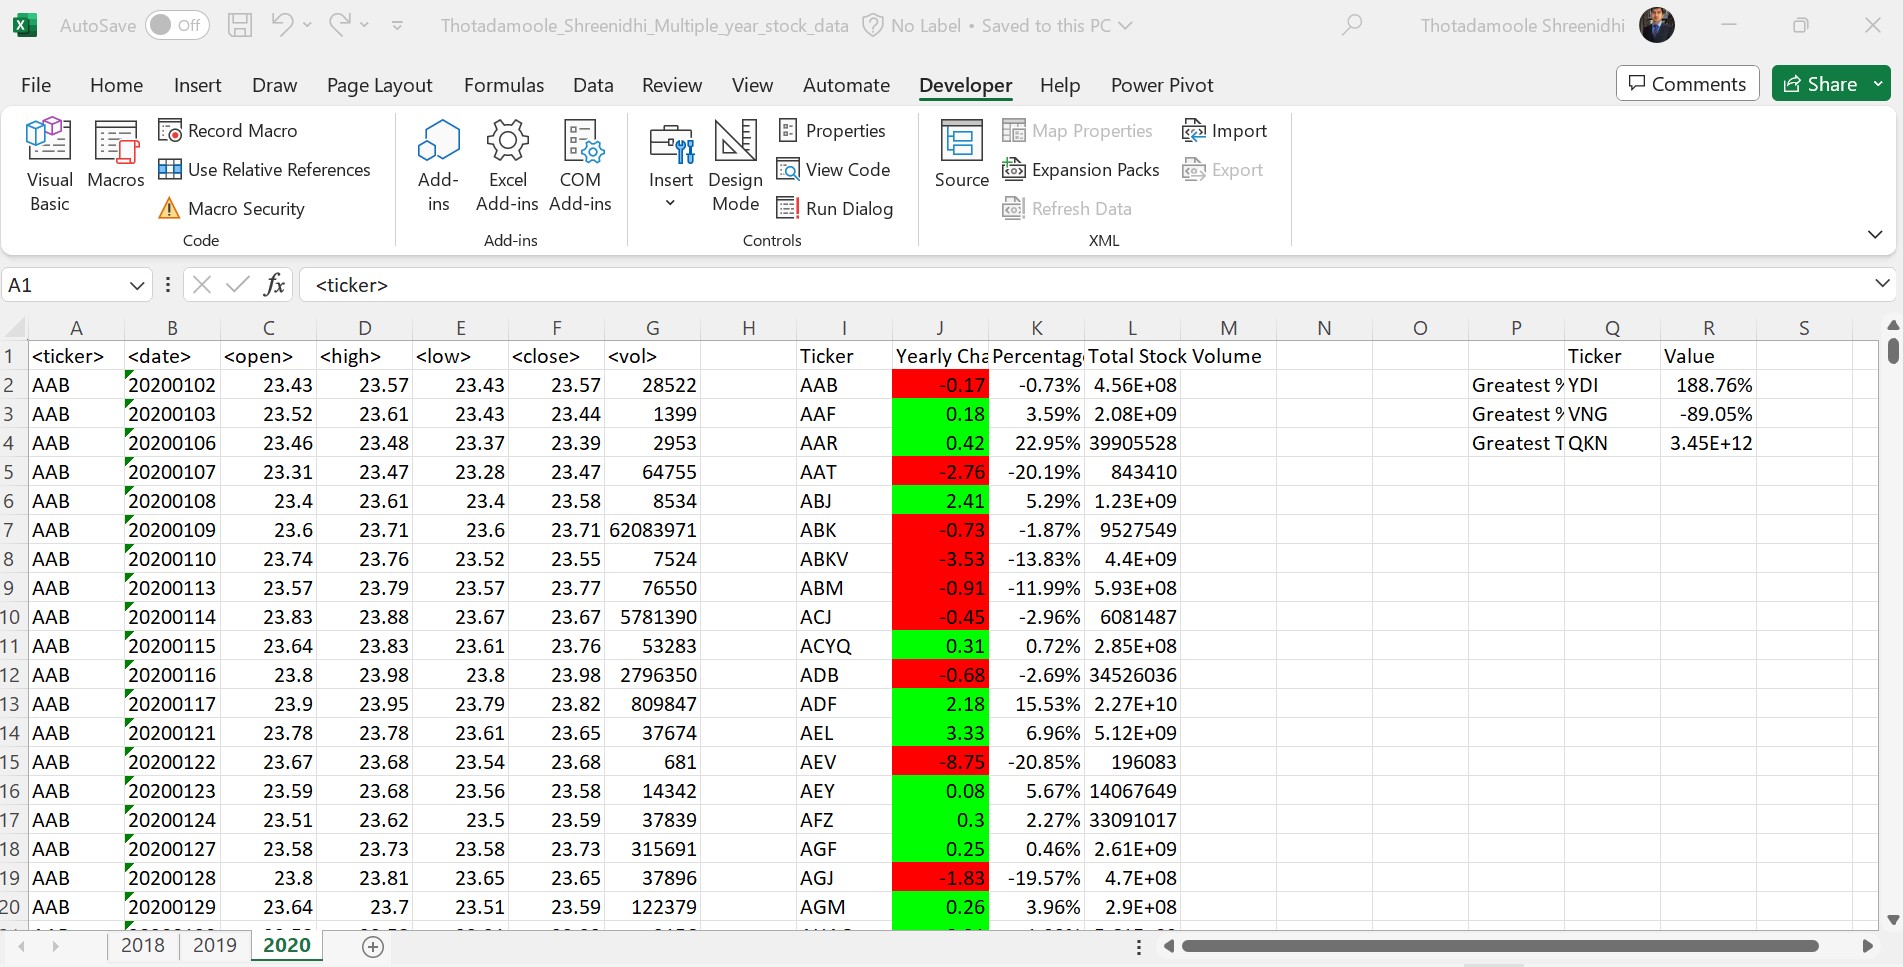 AutoSave Off Thotadamoole_Shreenidhi_Multiple_year_stock_data No Label • Saved to this PC Thotadamoole Shreenidhi
File Home Insert Draw Page Layout Formulas Data Review View Automate Developer Help Power Pivot Comments Share
Visual Basic
Macros
Record Macro
Use Relative References
Macro Security
Code
Add-ins
Excel Add-ins
COM Add-ins
Add-ins
Insert
Design Mode
Properties
View Code
Run Dialog
Controls
Source
Map Properties
Expansion Packs
Refresh Data
Import
Export
XML
A1 fx <ticker>
A B C D E F G H I J K L M N O P Q R S
1 <ticker> <date> <open> <high> <low> <close> <vol> Ticker Yearly Cha Percentag Total Stock Volume Ticker Value
2 AAB 20200102 23.43 23.57 23.43 23.57 28522 AAB -0.17 -0.73% 4.56E+08 Greatest % YDI 188.76%
3 AAB 20200103 23.52 23.61 23.43 23.44 1399 AAF 0.18 3.59% 2.08E+09 Greatest % VNG -89.05%
4 AAB 20200106 23.46 23.48 23.37 23.39 2953 AAR 0.42 22.95% 39905528 Greatest T QKN 3.45E+12
5 AAB 20200107 23.31 23.47 23.28 23.47 64755 AAT -2.76 -20.19% 843410
6 AAB 20200108 23.4 23.61 23.4 23.58 8534 ABJ 2.41 5.29% 1.23E+09
7 AAB 20200109 23.6 23.71 23.6 23.71 62083971 ABK -0.73 -1.87% 9527549
8 AAB 20200110 23.74 23.76 23.52 23.55 7524 ABKV -3.53 -13.83% 4.4E+09
9 AAB 20200113 23.57 23.79 23.57 23.77 76550 ABM -0.91 -11.99% 5.93E+08
10 AAB 20200114 23.83 23.88 23.67 23.67 5781390 ACJ -0.45 -2.96% 6081487
11 AAB 20200115 23.64 23.83 23.61 23.76 53283 ACYQ 0.31 0.72% 2.85E+08
12 AAB 20200116 23.8 23.98 23.8 23.98 2796350 ADB -0.68 -2.69% 34526036
13 AAB 20200117 23.9 23.95 23.79 23.82 809847 ADF 2.18 15.53% 2.27E+10
14 AAB 20200121 23.78 23.78 23.61 23.65 37674 AEL 3.33 6.96% 5.12E+09
15 AAB 20200122 23.67 23.68 23.54 23.68 681 AEV -8.75 -20.85% 196083
16 AAB 20200123 23.59 23.68 23.56 23.58 14342 AEY 0.08 5.67% 14067649
17 AAB 20200124 23.51 23.62 23.5 23.59 37839 AFZ 0.3 2.27% 33091017
18 AAB 20200127 23.58 23.73 23.58 23.73 315691 AGF 0.25 0.46% 2.61E+09
19 AAB 20200128 23.8 23.81 23.65 23.65 37896 AGJ -1.83 -19.57% 4.7E+08
20 AAB 20200129 23.64 23.7 23.51 23.59 122379 AGM 0.26 3.96% 2.9E+08
2018 2019 2020